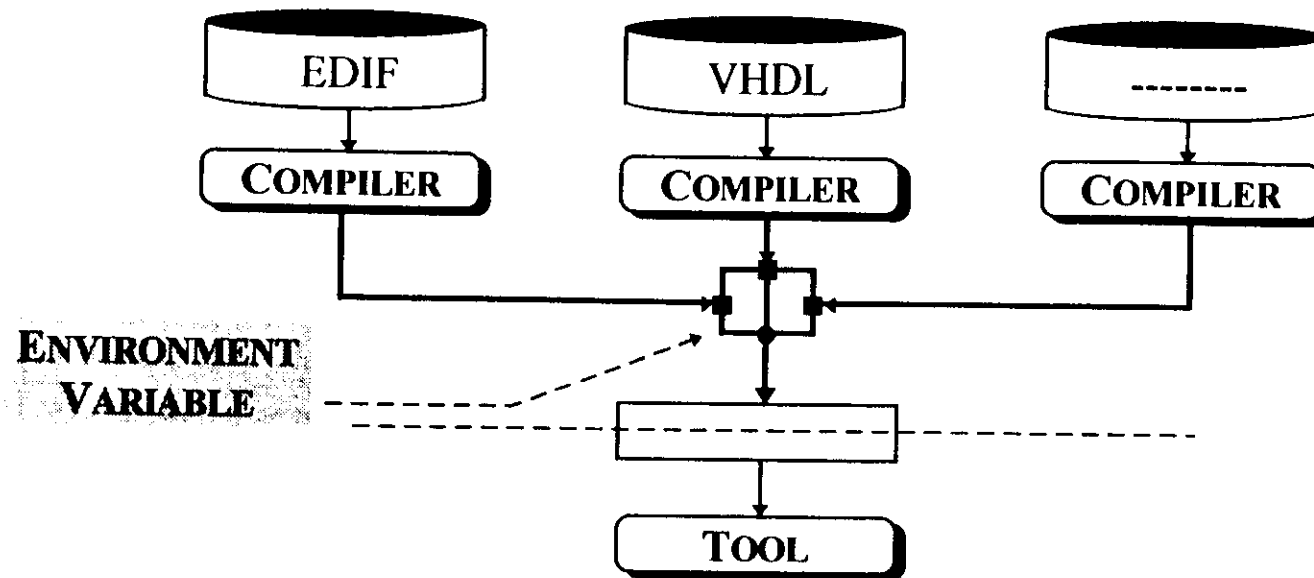 EDIF
VHDL
--------
COMPILER
COMPILER
COMPILER
ENVIRONMENT
VARIABLE
TOOL